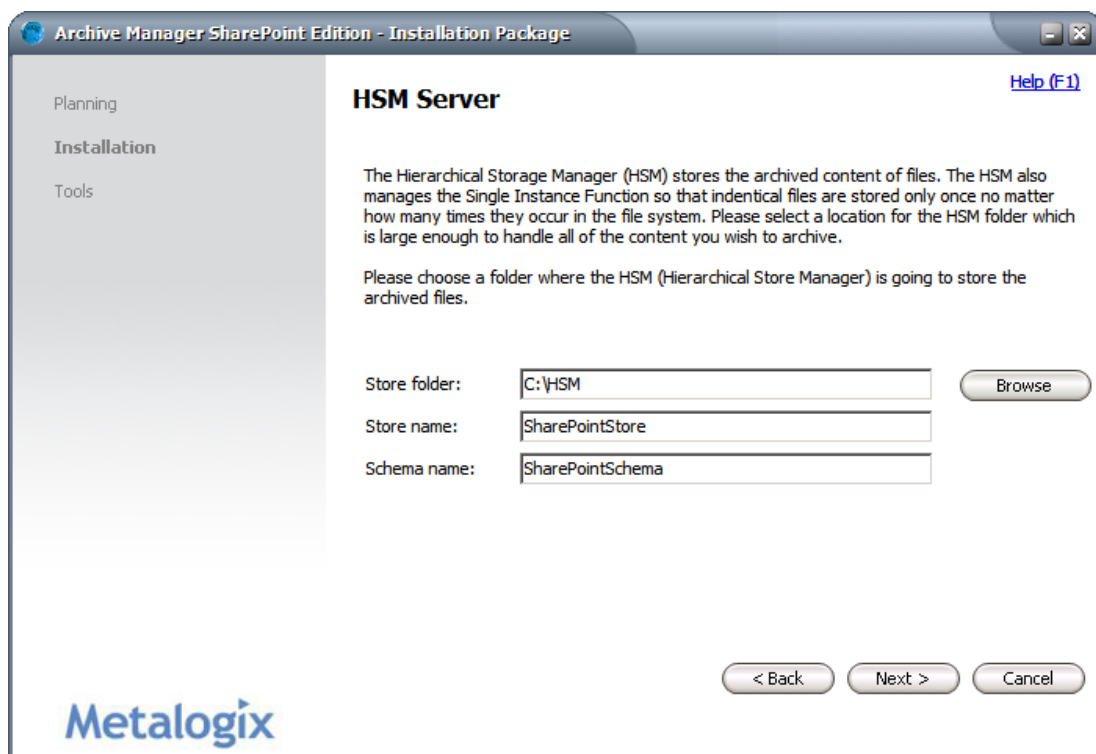 Archive Manager SharePoint Edition - Installation Package
Help (F1)
Planning
Installation
Tools
HSM Server
The Hierarchical Storage Manager (HSM) stores the archived content of files. The HSM also
manages the Single Instance Function so that indentical files are stored only once no matter
how many times they occur in the file system. Please select a location for the HSM folder which
is large enough to handle all of the content you wish to archive.
Please choose a folder where the HSM (Hierarchical Store Manager) is going to store the
archived files.
Store folder: C:\HSM Browse
Store name: SharePointStore
Schema name: SharePointSchema
< Back Next > Cancel
Metalogix